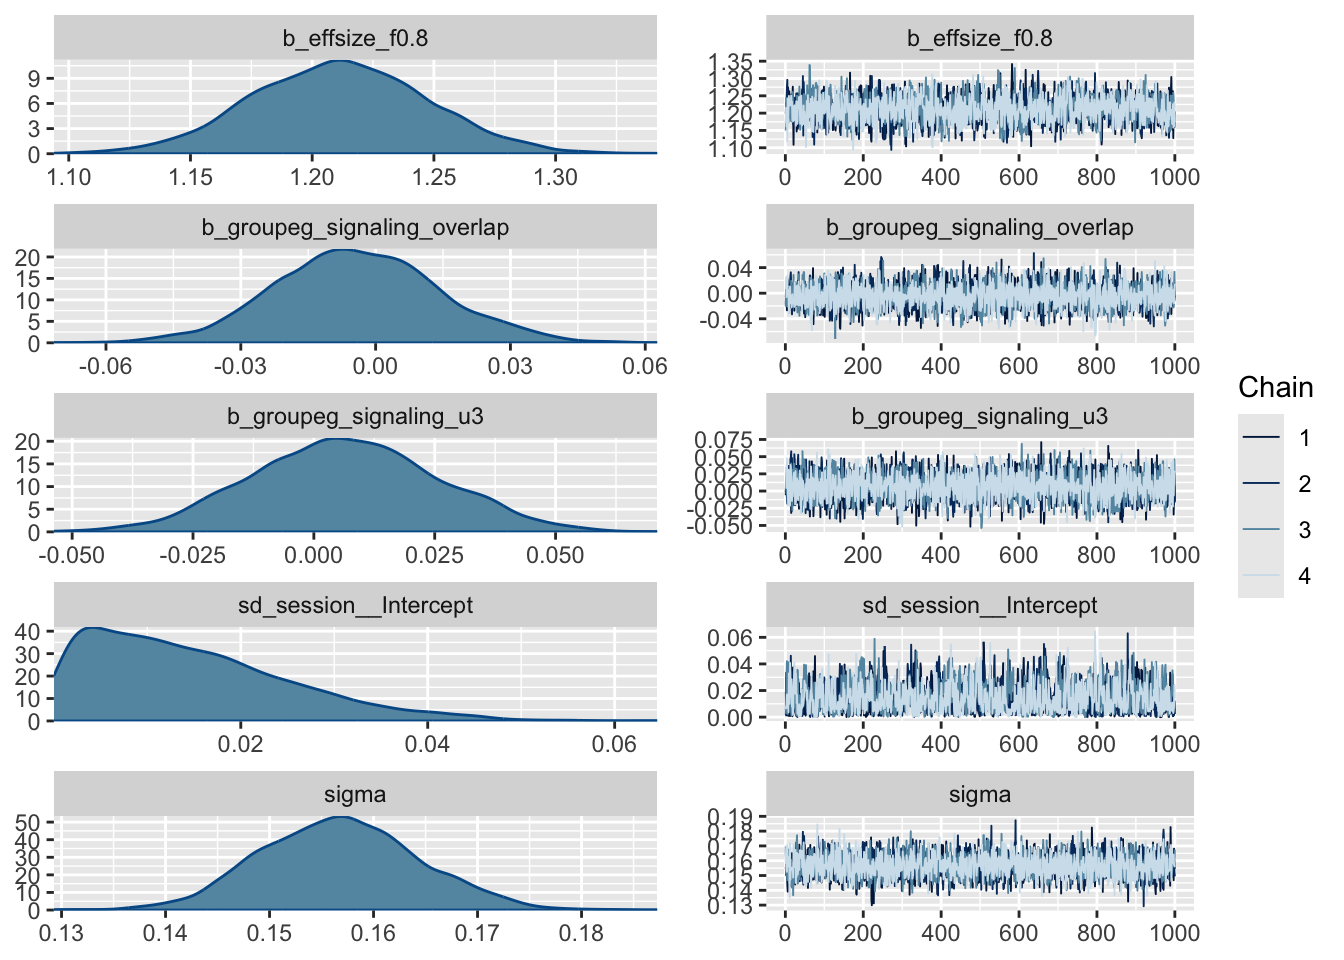 b_effsize_f0.8
9
6
3
0
1.10 1.15 1.20 1.25 1.30
b_effsize_f0.8
1.35
1.30
1.25
1.20
1.15
1.10
0 200 400 600 800 1000
b_groupeg_signaling_overlap
20
15
10
5
0
-0.06 -0.03 0.00 0.03 0.06
b_groupeg_signaling_overlap
0.04
0.00
-0.04
0 200 400 600 800 1000
b_groupeg_signaling_u3
20
15
10
5
0
-0.050 -0.025 0.000 0.025 0.050
b_groupeg_signaling_u3
0.075
0.050
0.025
0.000
-0.025
-0.050
0 200 400 600 800 1000
sd_session__Intercept
40
30
20
10
0
0.02 0.04 0.06
sd_session__Intercept
0.06
0.04
0.02
0.00
0 200 400 600 800 1000
sigma
50
40
30
20
10
0
0.13 0.14 0.15 0.16 0.17 0.18
sigma
0.19
0.18
0.17
0.16
0.15
0.14
0.13
0 200 400 600 800 1000
Chain
1
2
3
4